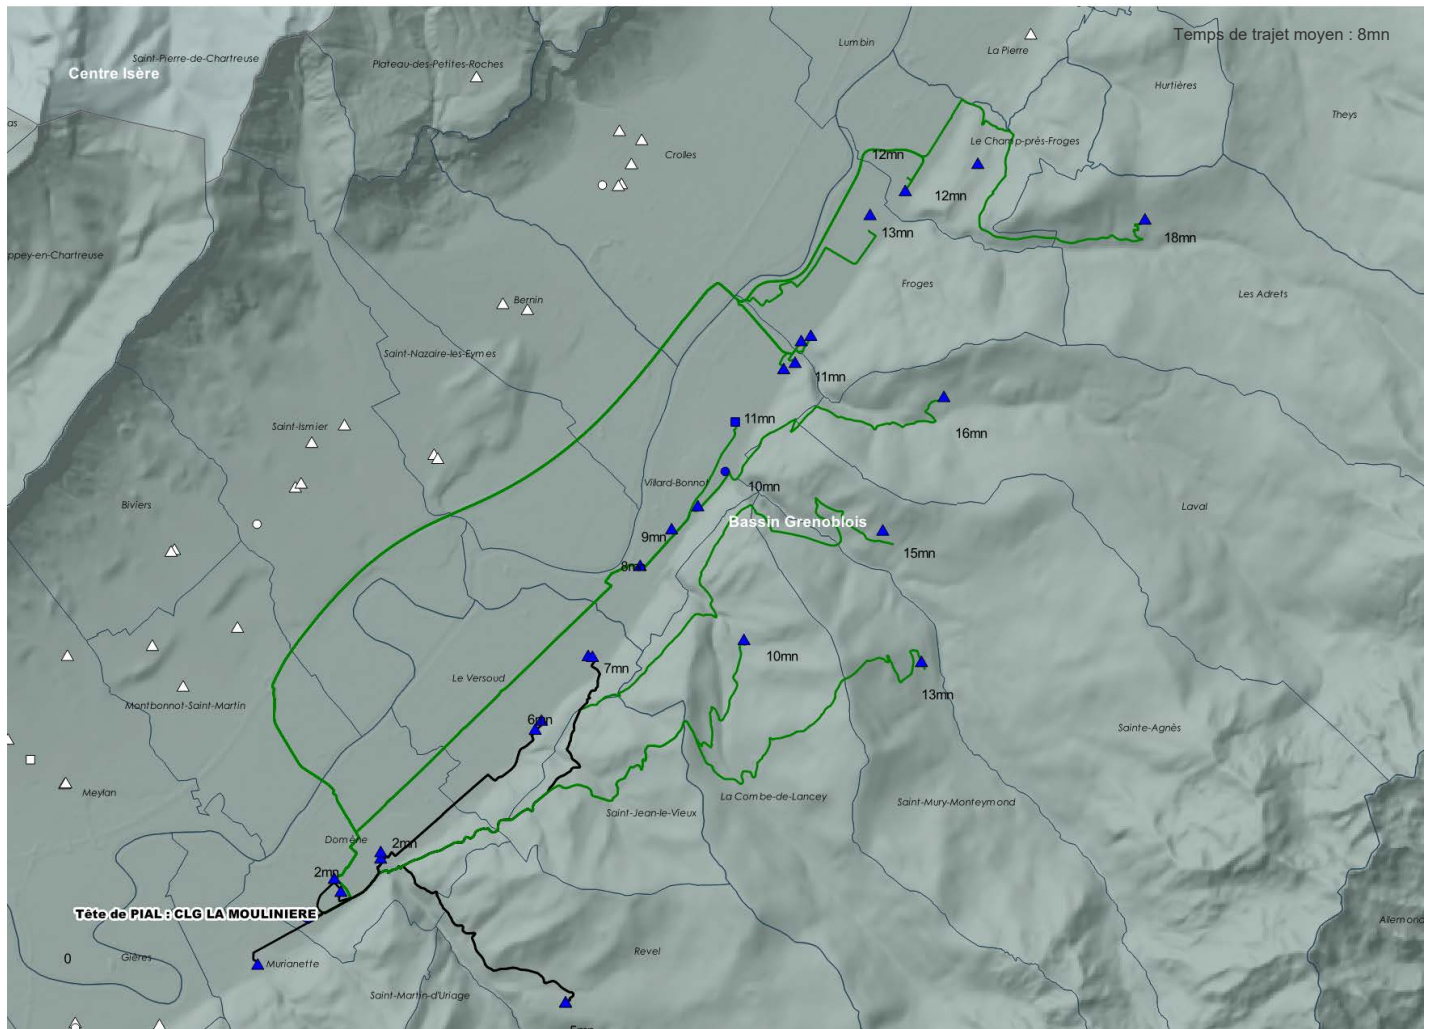 Lumbin
La Pierre
Temps de trajet moyen : 8mn
Saint-Pierre-de-Chartreuse
Centre Isère
Plateau-des-Petites-Roches
Hurtières
Theys
as
Crolles
12mn
Le Champ-près-Froges
12mn
13mn
18mn
ppey-en-Chartreuse
Froges
Les Adrets
Bernin
Saint-Nazaire-les-Eymes
11mn
11mn
Saint-Ismier
16mn
Villard-Bonnot
10mn
Biviers
Laval
Bassin Grenoblois
9mn
15mn
8mn
10mn
7mn
Le Versoud
13mn
Montbonnot-Saint-Martin
6mn
Sainte-Agnès
Meylan
La Combe-de-Lancey
Saint-Mury-Monteymond
Saint-Jean-le-Vieux
Domène
2mn
2mn
Tête de PIAL : CLG LA MOULINIERE
Allemond
Revel
0
Gières
Murianette
Saint-Martin-d'Uriage
5mn